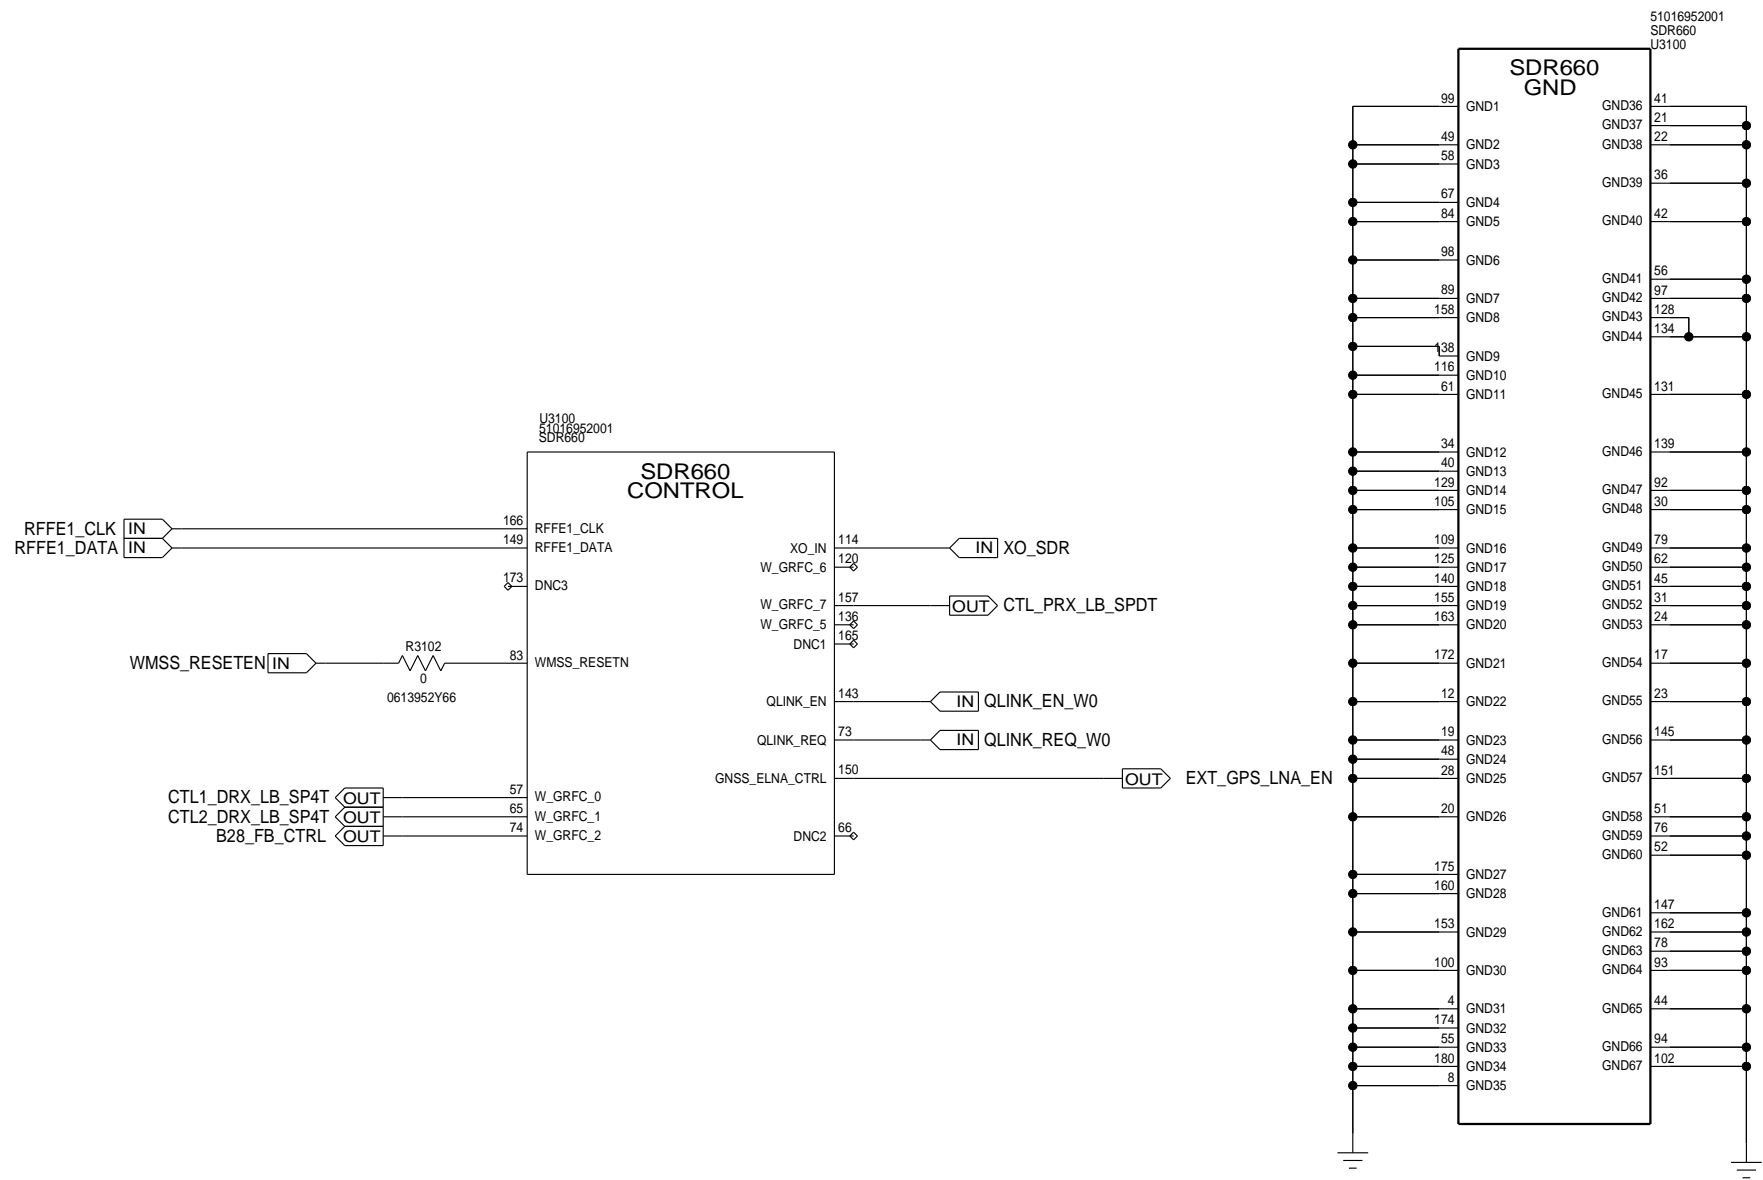 U3100
51016952001
SDR660
SDR660
CONTROL
RFFE1_CLK IN 166 RFFE1_CLK
RFFE1_DATA IN 149 RFFE1_DATA
173 DNC3
WMSS_RESETEN IN R3102 83 WMSS_RESETN
0
0613952Y66
CTL1_DRX_LB_SP4T OUT 57 W_GRFC_0
CTL2_DRX_LB_SP4T OUT 65 W_GRFC_1
B28_FB_CTRL OUT 74 W_GRFC_2
XO_IN 114 IN XO_SDR
W_GRFC_6 120
W_GRFC_7 157 OUT CTL_PRX_LB_SPDT
W_GRFC_5 136
DNC1 165
QLINK_EN 143 IN QLINK_EN_W0
QLINK_REQ 73 IN QLINK_REQ_W0
GNSS_ELNA_CTRL 150 OUT EXT_GPS_LNA_EN
DNC2 66
51016952001
SDR660
U3100
SDR660
GND
99 GND1
49 GND2
58 GND3
67 GND4
84 GND5
98 GND6
89 GND7
158 GND8
138 GND9
116 GND10
61 GND11
34 GND12
40 GND13
129 GND14
105 GND15
109 GND16
125 GND17
140 GND18
155 GND19
163 GND20
172 GND21
12 GND22
19 GND23
48 GND24
28 GND25
20 GND26
175 GND27
160 GND28
153 GND29
100 GND30
4 GND31
174 GND32
55 GND33
180 GND34
8 GND35
GND36 41
GND37 21
GND38 22
GND39 36
GND40 42
GND41 56
GND42 97
GND43 128
GND44 134
GND45 131
GND46 139
GND47 92
GND48 30
GND49 79
GND50 62
GND51 45
GND52 31
GND53 24
GND54 17
GND55 23
GND56 145
GND57 151
GND58 51
GND59 76
GND60 52
GND61 147
GND62 162
GND63 78
GND64 93
GND65 44
GND66 94
GND67 102